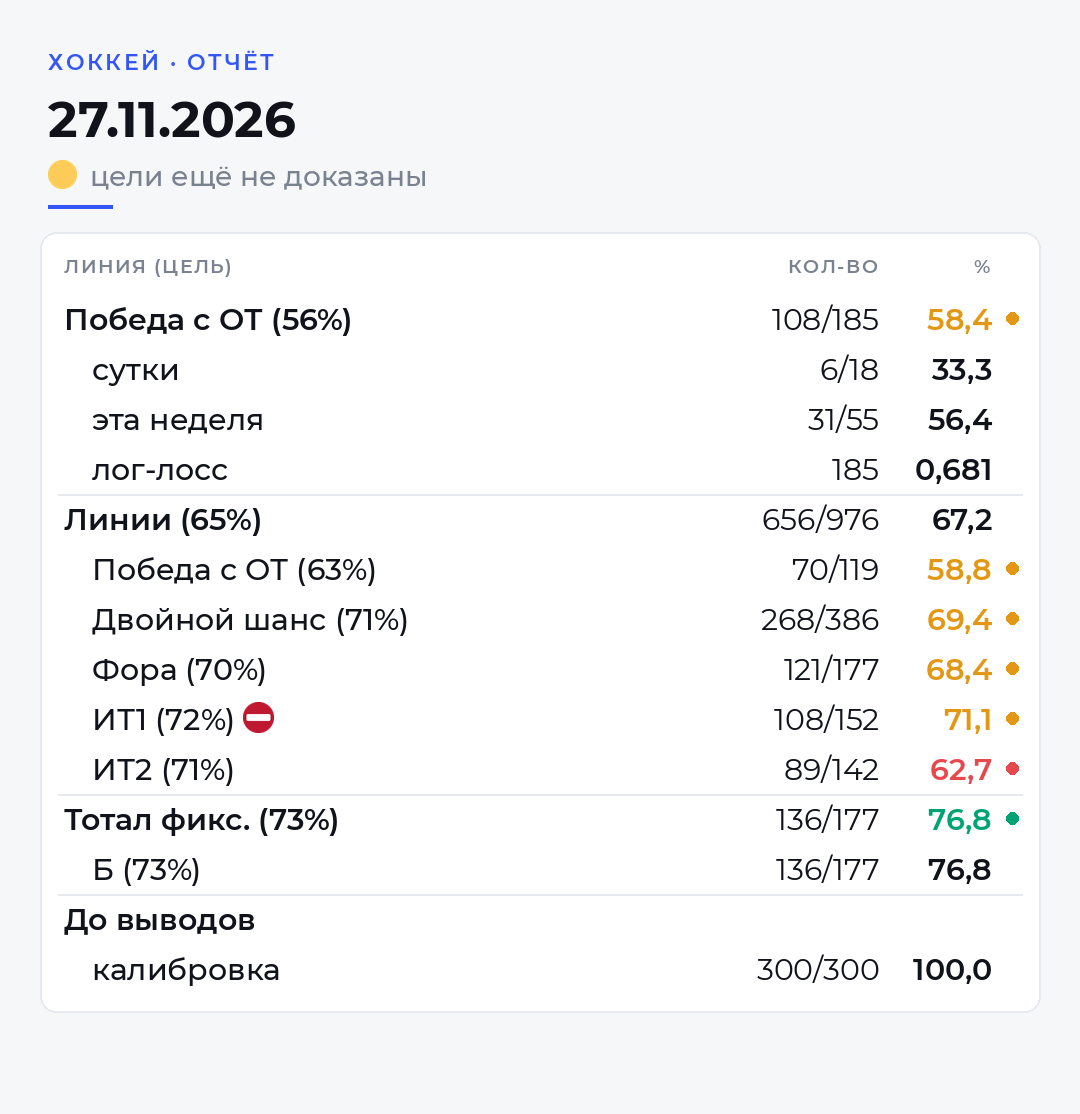 ХОККЕЙ · ОТЧЁТ
27.11.2026
цели ещё не доказаны
ЛИНИЯ (ЦЕЛЬ) КОЛ-ВО %
Победа с ОТ (56%) 108/185 58,4
сутки 6/18 33,3
эта неделя 31/55 56,4
лог-лосс 185 0,681
Линии (65%) 656/976 67,2
Победа с ОТ (63%) 70/119 58,8
Двойной шанс (71%) 268/386 69,4
Фора (70%) 121/177 68,4
ИТ1 (72%) 108/152 71,1
ИТ2 (71%) 89/142 62,7
Тотал фикс. (73%) 136/177 76,8
Б (73%) 136/177 76,8
До выводов
калибровка 300/300 100,0